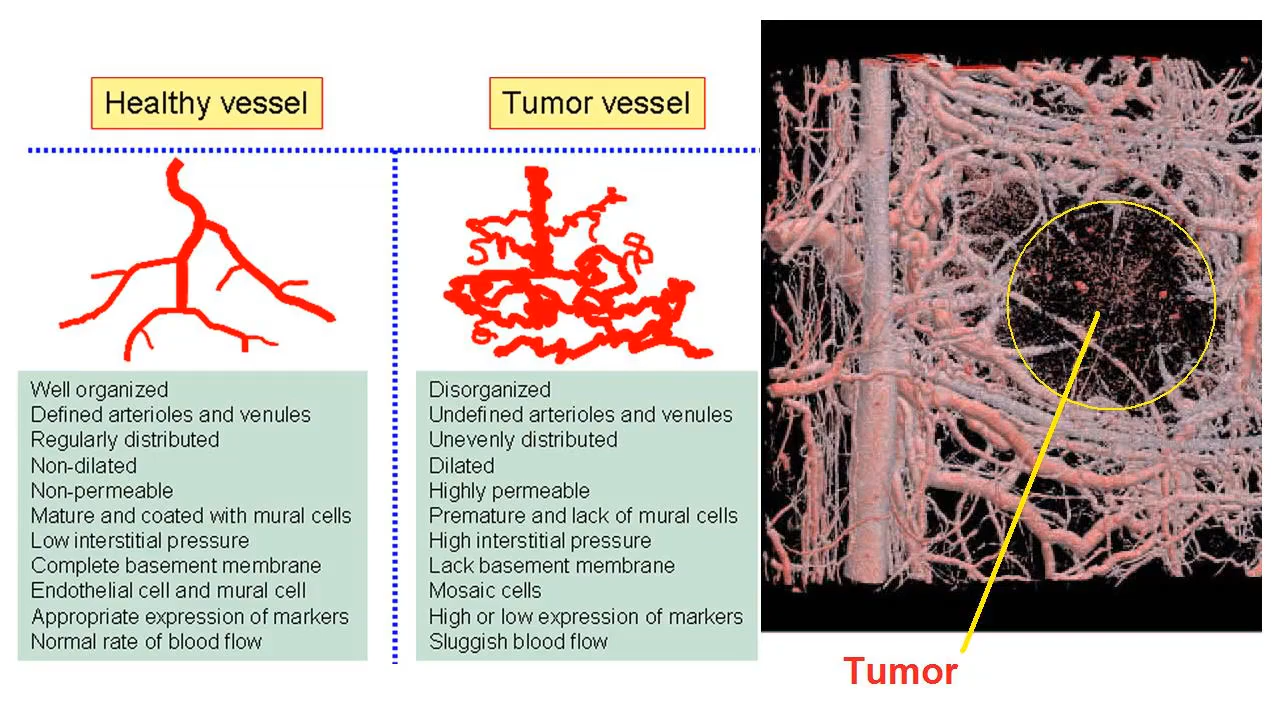 Healthy vessel
Well organized
Defined arterioles and venules
Regularly distributed
Non-dilated
Non-permeable
Mature and coated with mural cells
Low interstitial pressure
Complete basement membrane
Endothelial cell and mural cell
Appropriate expression of markers
Normal rate of blood flow
Tumor vessel
Disorganized
Undefined arterioles and venules
Unevenly distributed
Dilated
Highly permeable
Premature and lack of mural cells
High interstitial pressure
Lack basement membrane
Mosaic cells
High or low expression of markers
Sluggish blood flow
Tumor